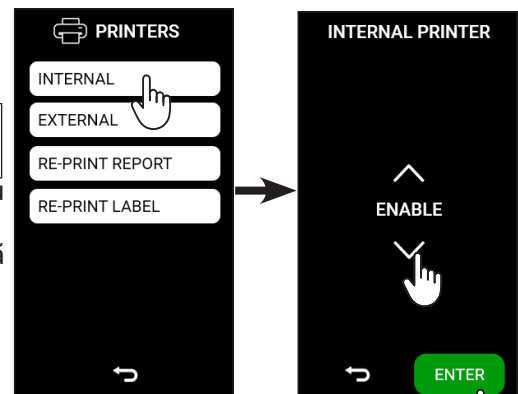 PRINTERS
INTERNAL
EXTERNAL
RE-PRINT REPORT
RE-PRINT LABEL
INTERNAL PRINTER
ENABLE
ENTER